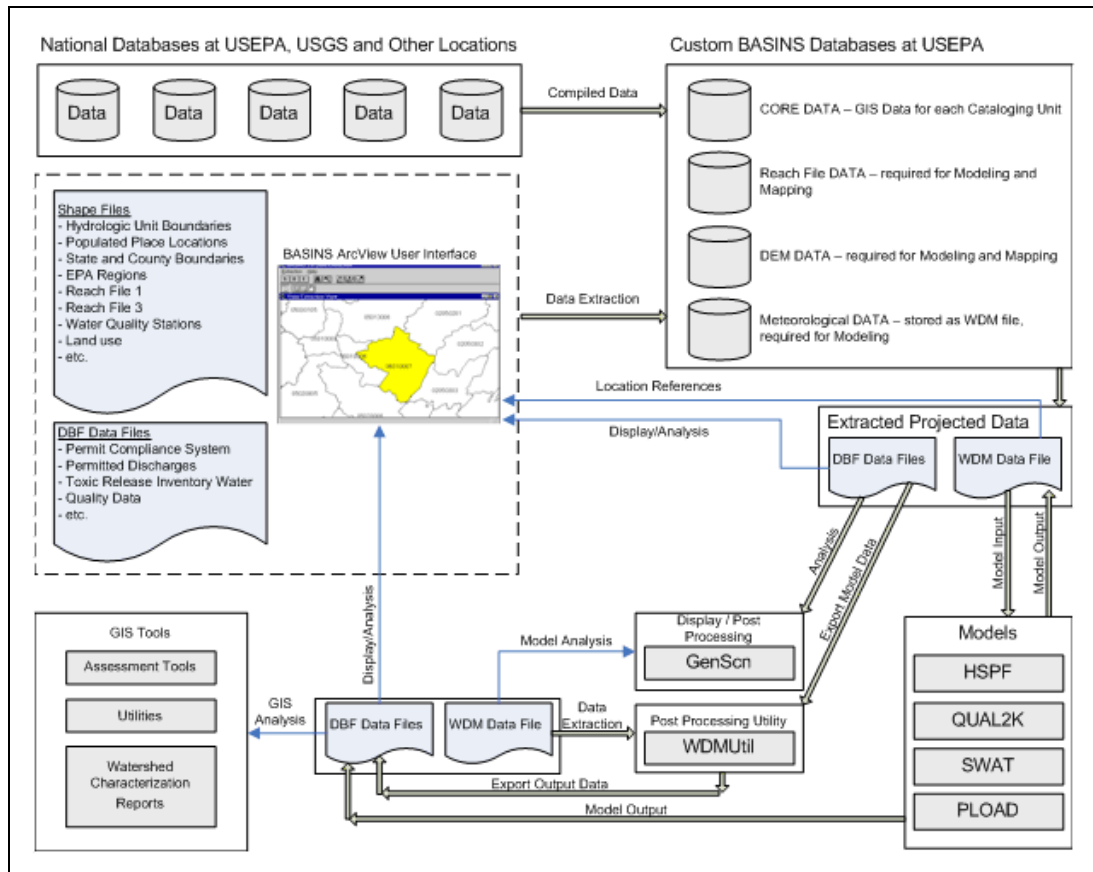 National Databases at USEPA, USGS and Other Locations
Data
Data
Data
Data
Data
Compiled Data
Custom BASINS Databases at USEPA
CORE DATA – GIS Data for each Cataloging Unit
Reach File DATA – required for Modeling and
Mapping
DEM DATA – required for Modeling and Mapping
Meteorological DATA – stored as WDM file,
required for Modeling
Shape Files
- Hydrologic Unit Boundaries
- Populated Place Locations
- State and County Boundaries
- EPA Regions
- Reach File 1
- Reach File 3
- Water Quality Stations
- Land use
- etc.
BASINS ArcView User Interface
Data Extraction
DBF Data Files
- Permit Compliance System
- Permitted Discharges
- Toxic Release Inventory Water
- Quality Data
- etc.
Location References
Display/Analysis
Extracted Projected Data
DBF Data Files
WDM Data File
Analysis
Export Model Data
Model Input
Model Output
Display/Analysis
GIS Tools
Assessment Tools
Utilities
Watershed
Characterization
Reports
GIS
Analysis
Model Analysis
Display / Post
Processing
GenScn
DBF Data Files
WDM Data File
Data
Extraction
Post Processing Utility
WDMUtil
Export Output Data
Model Output
Models
HSPF
QUAL2K
SWAT
PLOAD